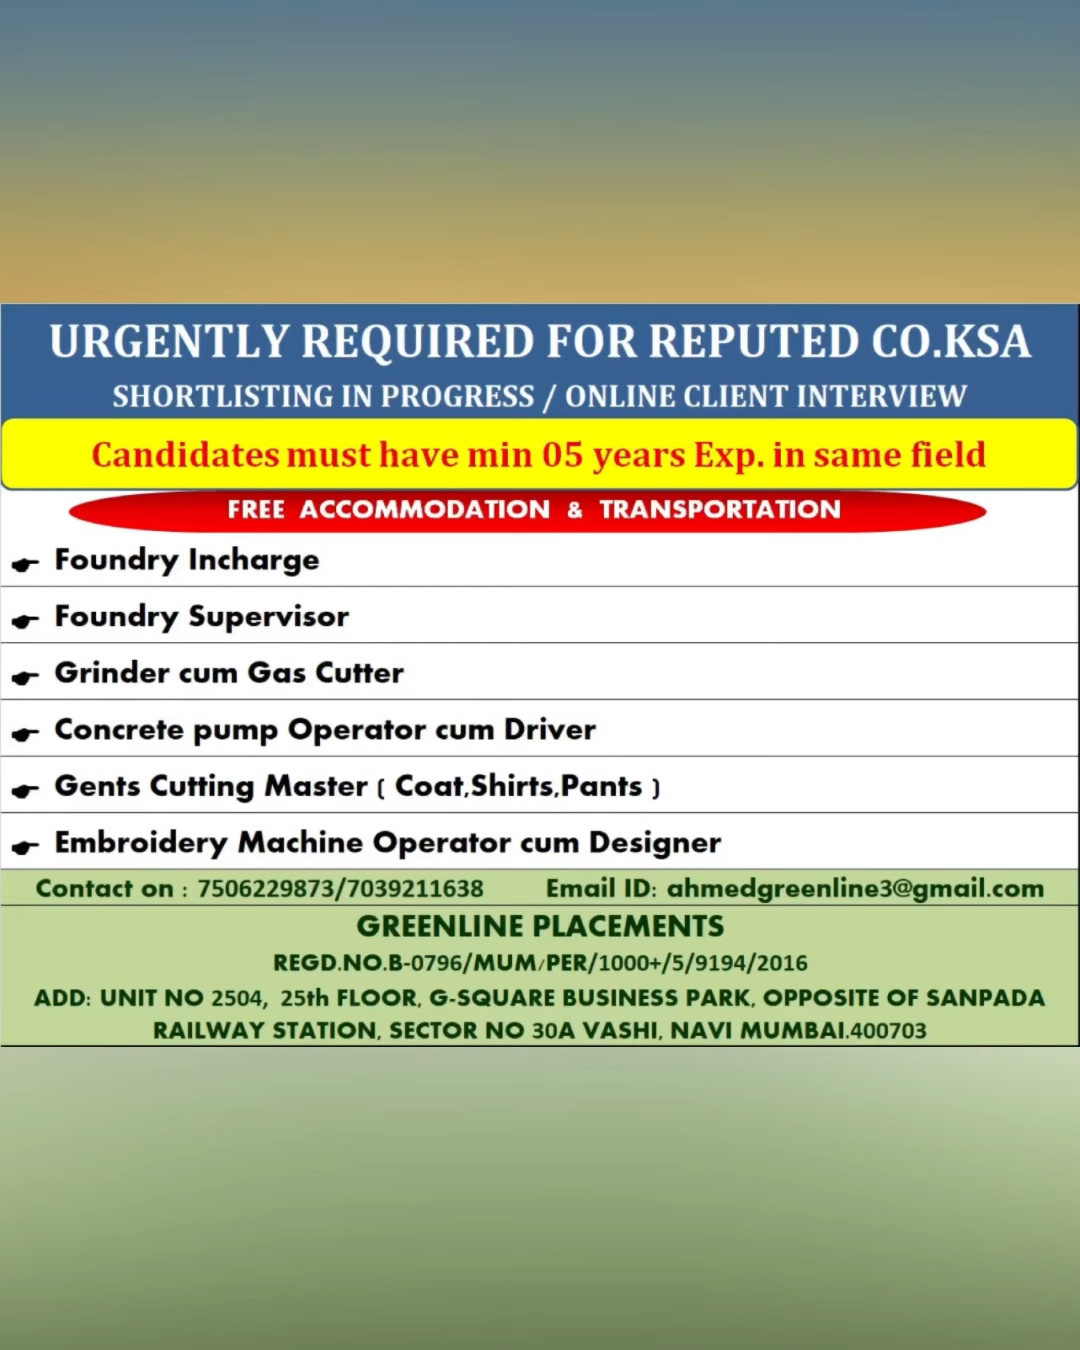 URGENTLY REQUIRED FOR REPUTED CO.KSA
SHORTLISTING IN PROGRESS / ONLINE CLIENT INTERVIEW
Candidates must have min 05 years Exp. in same field
FREE ACCOMMODATION & TRANSPORTATION
Foundry Incharge
Foundry Supervisor
Grinder cum Gas Cutter
Concrete pump Operator cum Driver
Gents Cutting Master ( Coat,Shirts,Pants )
Embroidery Machine Operator cum Designer
Contact on : 7506229873/7039211638 Email ID: ahmedgreenline3@gmail.com
GREENLINE PLACEMENTS
REGD.NO.B-0796/MUM/PER/1000+/5/9194/2016
ADD: UNIT NO 2504, 25th FLOOR, G-SQUARE BUSINESS PARK, OPPOSITE OF SANPADA
RAILWAY STATION, SECTOR NO 30A VASHI, NAVI MUMBAI.400703